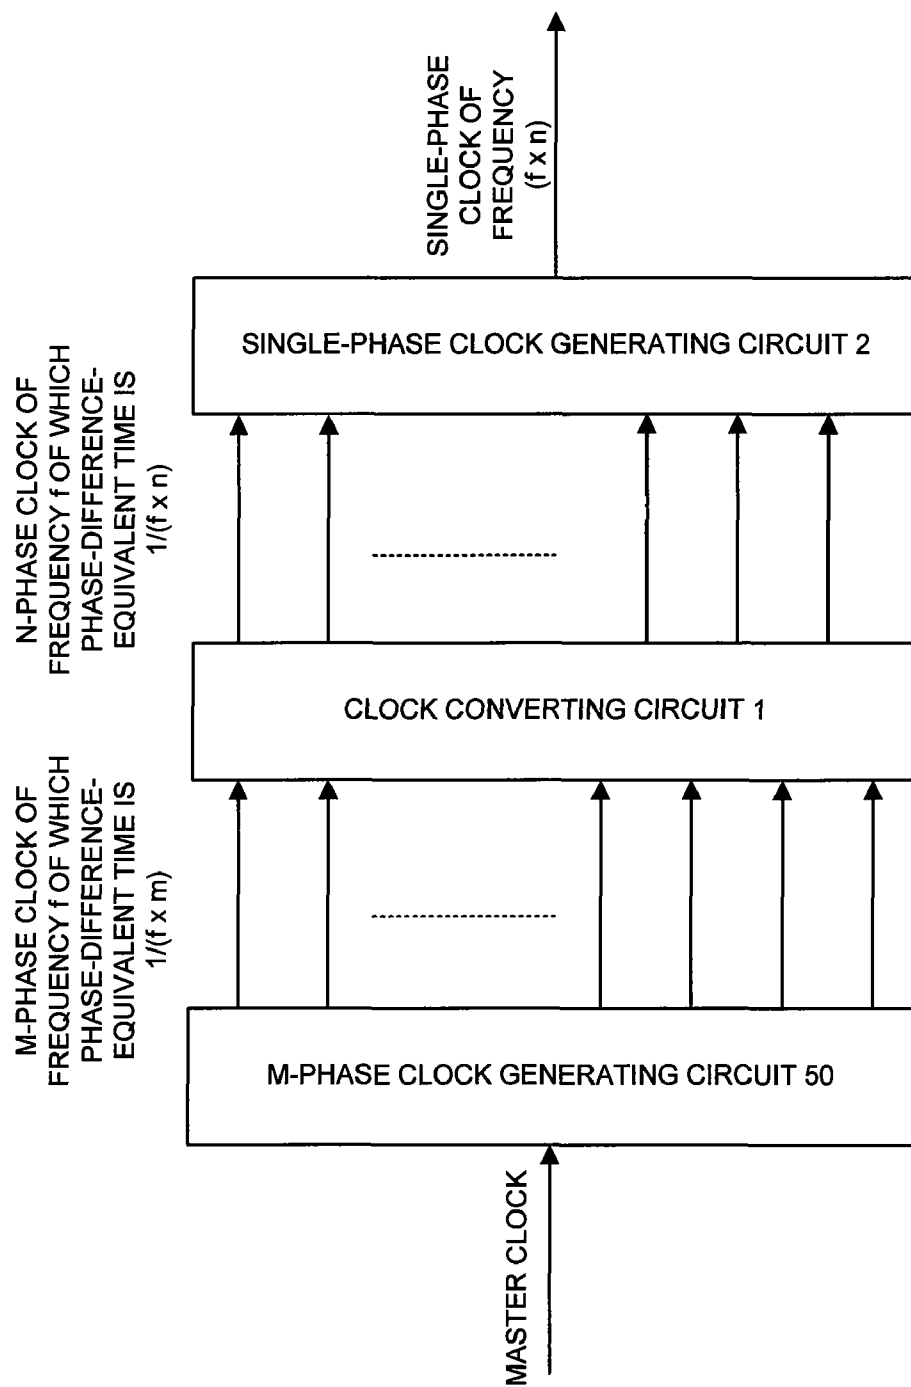 SINGLE-PHASE
CLOCK OF
FREQUENCY
(f x n)
SINGLE-PHASE CLOCK GENERATING CIRCUIT 2
N-PHASE CLOCK OF
FREQUENCY f OF WHICH
PHASE-DIFFERENCE-
EQUIVALENT TIME IS
1/(f x n)
CLOCK CONVERTING CIRCUIT 1
M-PHASE CLOCK OF
FREQUENCY f OF WHICH
PHASE-DIFFERENCE-
EQUIVALENT TIME IS
1/(f x m)
M-PHASE CLOCK GENERATING CIRCUIT 50
MASTER CLOCK